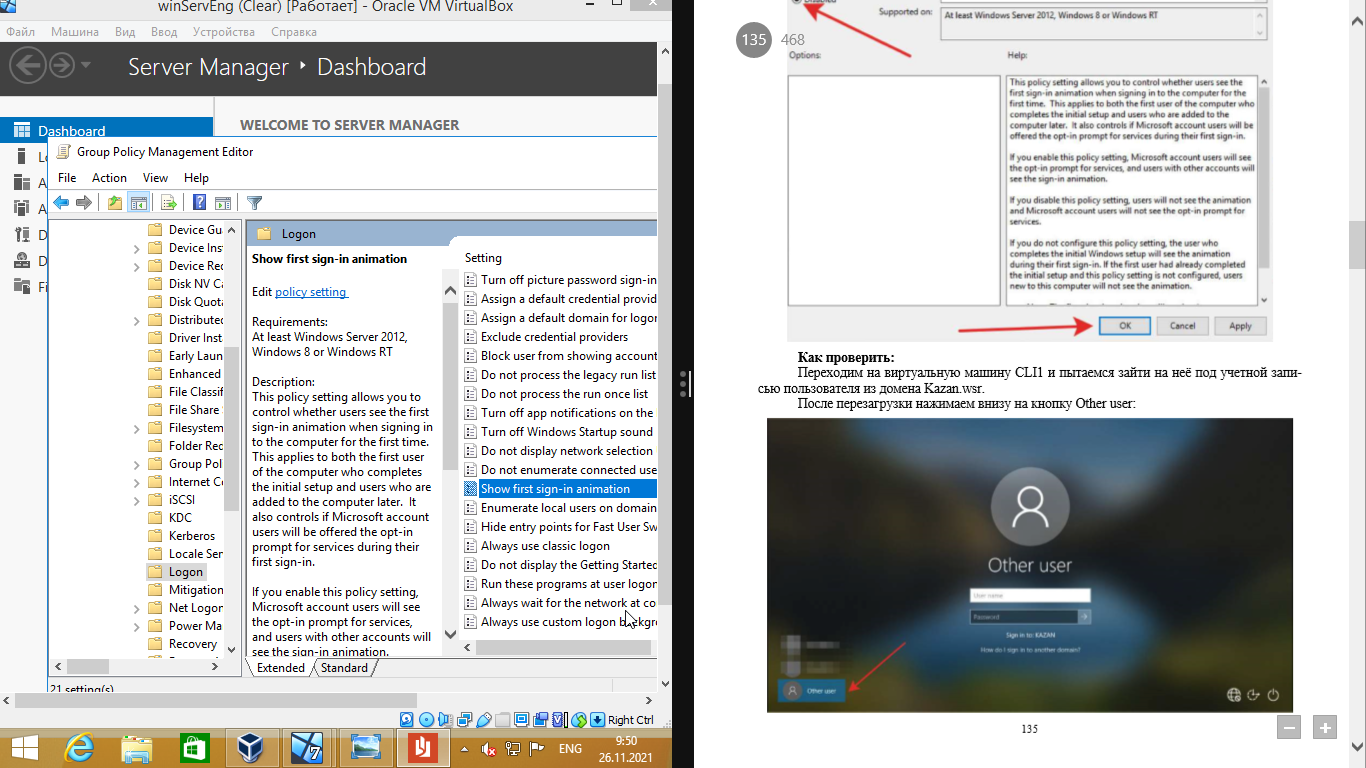 winServEng (Clear) [Работает] - Oracle VM VirtualBox
Файл Машина Вид Ввод Устройства Справка
Server Manager Dashboard
Dashboard
WELCOME TO SERVER MANAGER
Group Policy Management Editor
File Action View Help
Device Gu
Device Inst
Device Rec
Disk NV Ca
Disk Quota
Distributed
Driver Inst
Early Laun
Enhanced
File Classif
File Share
Filesystem
Folder Red
Group Pol
Internet Co
iSCSI
KDC
Kerberos
Locale Ser
Logon
Mitigation
Net Logon
Power Ma
Recovery
Logon
Show first sign-in animation
Edit policy setting
Requirements:
At least Windows Server 2012,
Windows 8 or Windows RT
Description:
This policy setting allows you to
control whether users see the first
sign-in animation when signing in
to the computer for the first time.
This applies to both the first user
of the computer who completes
the initial setup and users who are
added to the computer later. It
also controls if Microsoft account
users will be offered the opt-in
prompt for services during their
first sign-in.
If you enable this policy setting,
Microsoft account users will see
the opt-in prompt for services,
and users with other accounts will
see the sign-in animation.
Setting
Turn off picture password sign-in
Assign a default credential provid
Assign a default domain for logon
Exclude credential providers
Block user from showing account
Do not process the legacy run list
Do not process the run once list
Turn off app notifications on the
Turn off Windows Startup sound
Do not display network selection
Do not enumerate connected use
Show first sign-in animation
Enumerate local users on domain
Hide entry points for Fast User Sw
Always use classic logon
Do not display the Getting Started
Run these programs at user logon
Always wait for the network at co
Always use custom logon backgro
Extended Standard
21 setting(s)
Right Ctrl
ENG
9:50
26.11.2021
135 468
Disabled
Supported on:
At least Windows Server 2012, Windows 8 or Windows RT
Options:
Help:
This policy setting allows you to control whether users see the
first sign-in animation when signing in to the computer for the
first time. This applies to both the first user of the computer who
completes the initial setup and users who are added to the
computer later. It also controls if Microsoft account users will be
offered the opt-in prompt for services during their first sign-in.
If you enable this policy setting, Microsoft account users will see
the opt-in prompt for services, and users with other accounts will
see the sign-in animation.
If you disable this policy setting, users will not see the animation
and Microsoft account users will not see the opt-in prompt for
services.
If you do not configure this policy setting, the user who
completes the initial Windows setup will see the animation
during their first sign-in. If the first user had already completed
the initial setup and this policy setting is not configured, users
new to this computer will not see the animation.
OK Cancel Apply
Как проверить:
Переходим на виртуальную машину CLI1 и пытаемся зайти на неё под учетной запи-
сью пользователя из домена Kazan.wsr.
После перезагрузки нажимаем внизу на кнопку Other user:
Other user
User name
Password
Sign in to: KAZAN
How do I sign in to another domain?
Other user
135